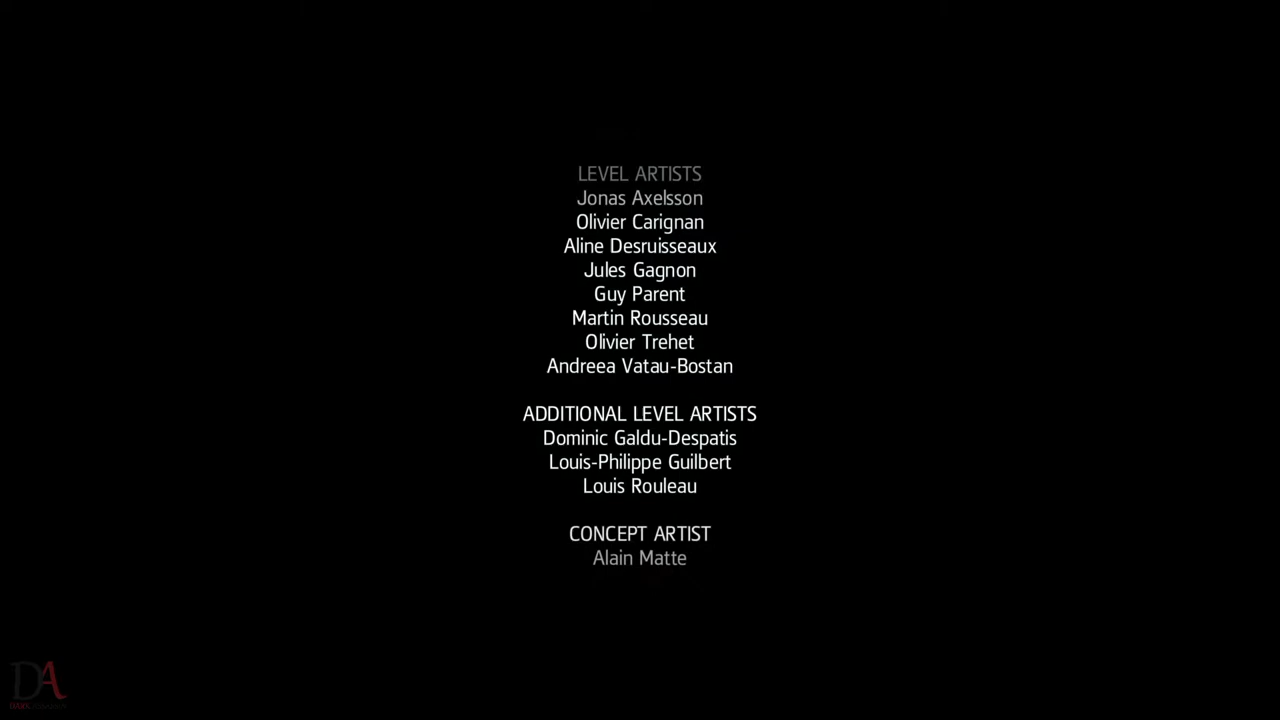 LEVEL ARTISTS
Jonas Axelsson
Olivier Carignan
Aline Desruisseaux
Jules Gagnon
Guy Parent
Martin Rousseau
Olivier Trehet
Andreea Vatau-Bostan
ADDITIONAL LEVEL ARTISTS
Dominic Galdu-Despatis
Louis-Philippe Guilbert
Louis Rouleau
CONCEPT ARTIST
Alain Matte
DA